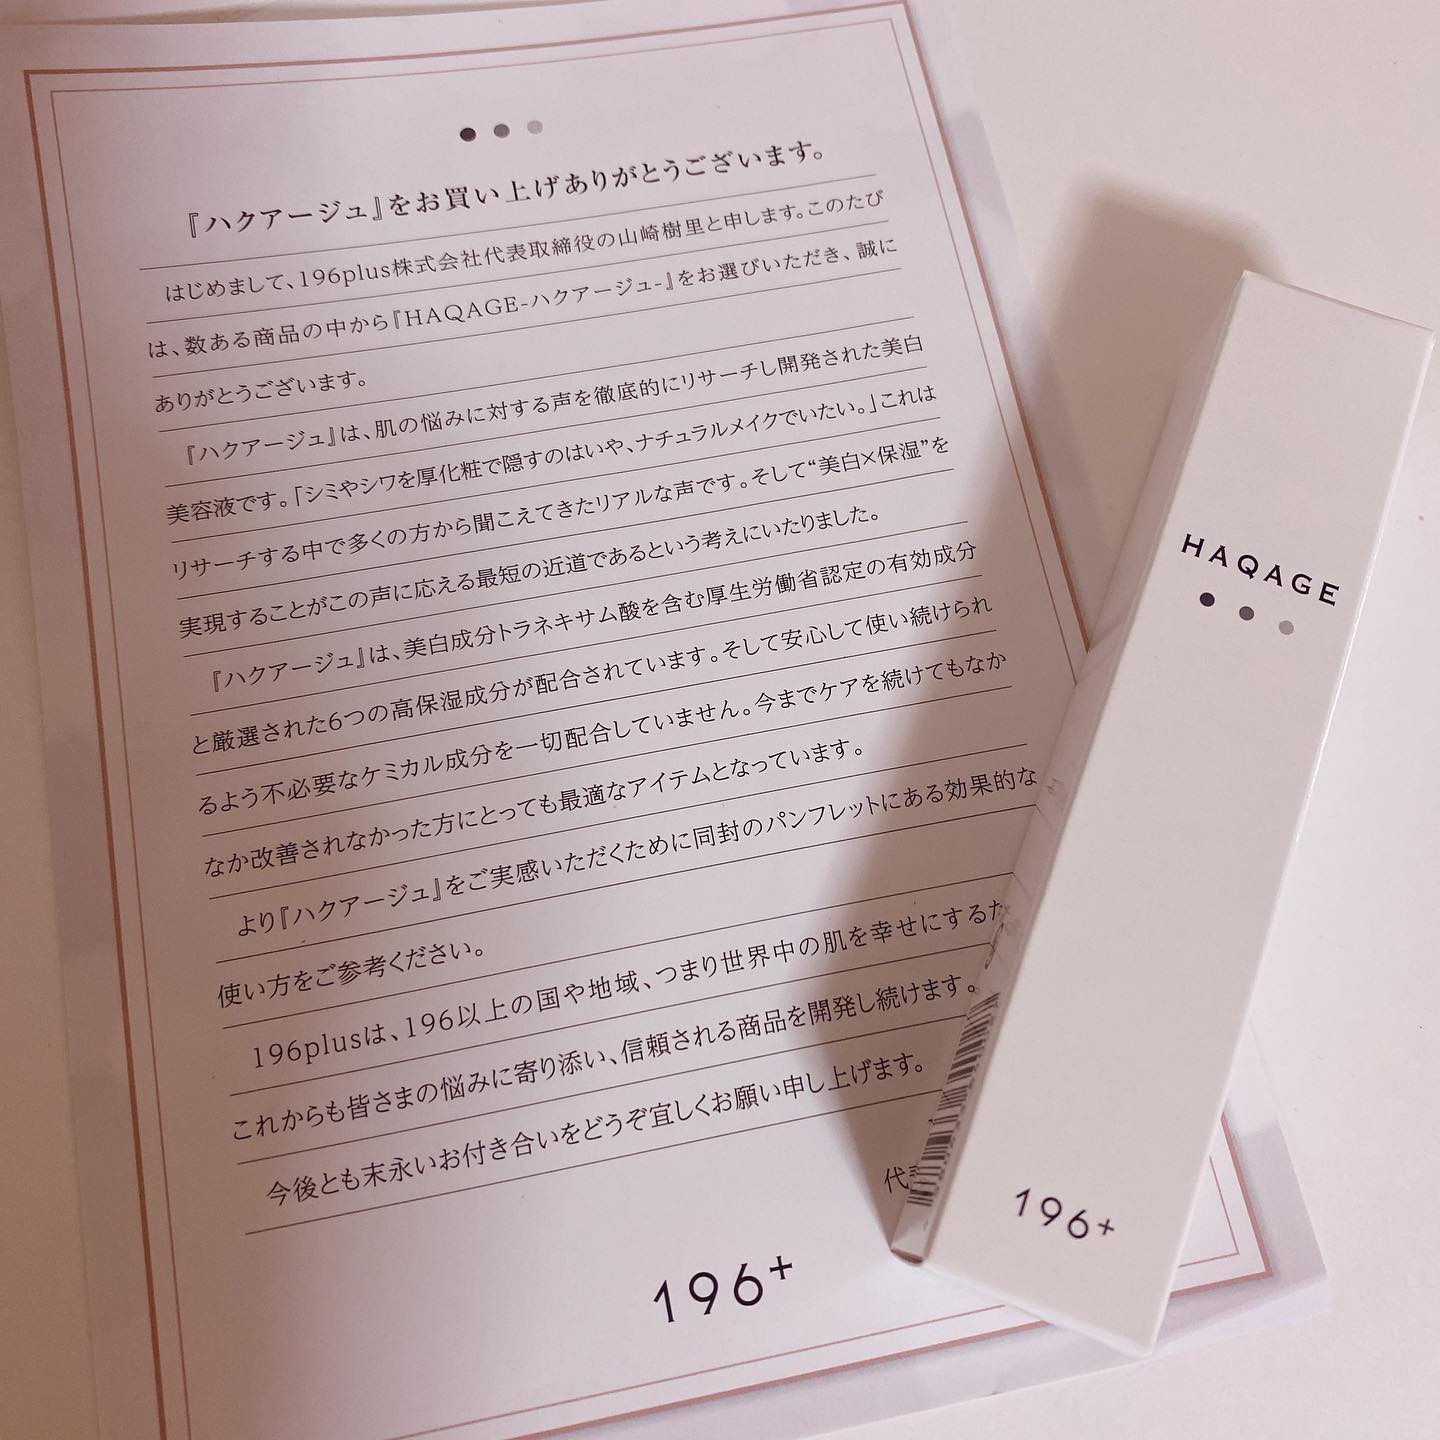 『ハクアージュ』をお買い上げありがとうございます。
はじめまして、196plus株式会社代表取締役の山崎樹里と申します。このたび
は、数ある商品の中から『HAQAGE-ハクアージュ-』をお選びいただき、誠に
ありがとうございます。
『ハクアージュ』は、肌の悩みに対する声を徹底的にリサーチし開発された美白
美容液です。「シミやシワを厚化粧で隠すのはいや、ナチュラルメイクでいたい。」これは
リサーチする中で多くの方から聞こえてきたリアルな声です。そして“美白×保湿”を
実現することがこの声に応える最短の近道であるという考えにいたりました。
『ハクアージュ』は、美白成分トラネキサム酸を含む厚生労働省認定の有効成分
と厳選された6つの高保湿成分が配合されています。そして安心して使い続けられ
るよう不必要なケミカル成分を一切配合していません。今までケアを続けてもなか
なか改善されなかった方にとっても最適なアイテムとなっています。
より『ハクアージュ』をご実感いただくために同封のパンフレットにある効果的な
使い方をご参考ください。
196plusは、196以上の国や地域、つまり世界中の肌を幸せにするた
これからも皆さまの悩みに寄り添い、信頼される商品を開発し続けます。
今後とも末永いお付き合いをどうぞ宜しくお願い申し上げます。
代
196+
HAQAGE
196+